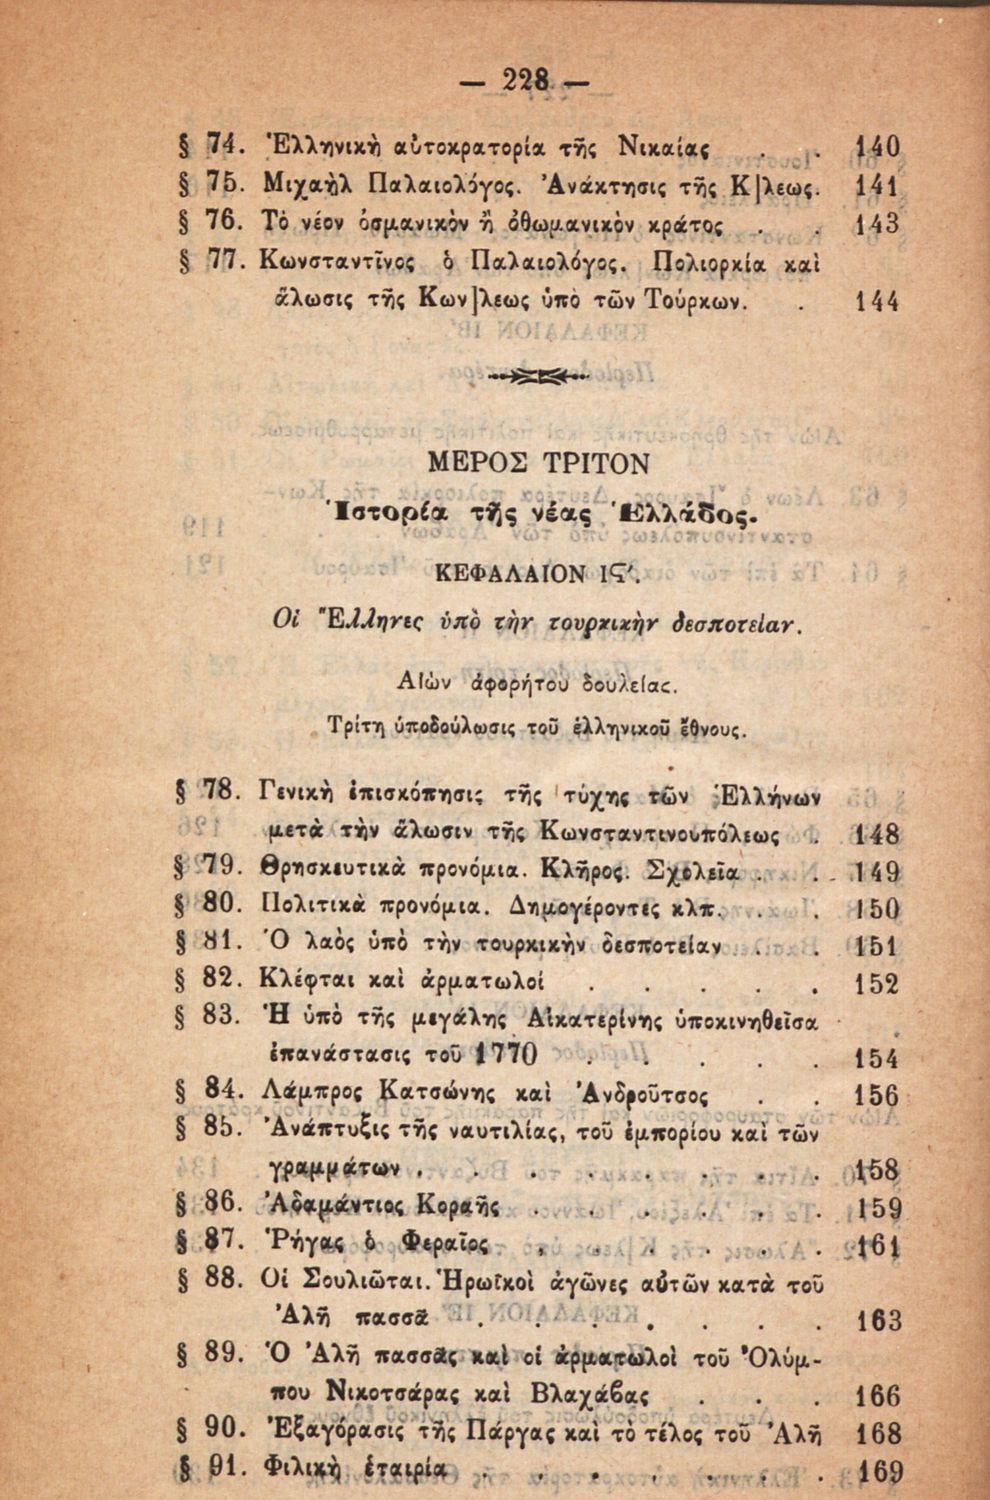 — 228 —
§ 74. Ἑλληνικὴ αὐτοκρατορία τῆς Νικαίας . . 140
§ 75. Μιχαὴλ Παλαιολόγος. Ἀνάκτησις τῆς Κ|λεως. 141
§ 76. Τὸ νέον ὀσμανικὸν ἢ ὀθωμανικὸν κράτος . . 143
§ 77. Κωνσταντῖνος ὁ Παλαιολόγος. Πολιορκία καὶ
ἅλωσις τῆς Κων]λεως ὑπὸ τῶν Τούρκων. . 144
ΜΕΡΟΣ ΤΡΙΤΟΝ
Ἱστορία τῆς νέας Ἑλλάδος.
ΚΕΦΑΛΑΙΟΝ ΙϚʹ.
Οἱ Ἕλληνες ὑπὸ τὴν τουρκικὴν δεσποτείαν.
Αἰὼν ἀφορήτου δουλείας.
Τρίτη ὑποδούλωσις τοῦ ἑλληνικοῦ ἔθνους.
§ 78. Γενικὴ ἐπισκόπησις τῆς τύχης τῶν Ἑλλήνων
μετὰ τὴν ἅλωσιν τῆς Κωνσταντινουπόλεως . 148
§ 79. Θρησκευτικὰ προνόμια. Κλῆρος. Σχολεῖα . . . 149
§ 80. Πολιτικὰ προνόμια. Δημογέροντες κλπ. . . 150
§ 81. Ὁ λαὸς ὑπὸ τὴν τουρκικὴν δεσποτείαν . . 151
§ 82. Κλέφται καὶ ἁρματωλοί . . . . . 152
§ 83. Ἡ ὑπὸ τῆς μεγάλης Αἰκατερίνης ὑποκινηθεῖσα
ἐπανάστασις τοῦ 1770 . . . . . 154
§ 84. Λάμπρος Κατσώνης καὶ Ἀνδροῦτσος . . 156
§ 85. Ἀνάπτυξις τῆς ναυτιλίας, τοῦ ἐμπορίου καὶ τῶν
γραμμάτων . . . . . . . . 158
§ 86. Ἀδαμάντιος Κοραῆς . . . . . . 159
§ 87. Ῥήγας ὁ Φεραῖος . . . . . . 161
§ 88. Οἱ Σουλιῶται. Ἡρωϊκοὶ ἀγῶνες αὐτῶν κατὰ τοῦ
Ἀλῆ πασσᾶ . . . . . . . 163
§ 89. Ὁ Ἀλῆ πασσᾶς καὶ οἱ ἁρματωλοὶ τοῦ Ὀλύμ-
που Νικοτσάρας καὶ Βλαχάβας . . . 166
§ 90. Ἐξαγόρασις τῆς Πάργας καὶ τὸ τέλος τοῦ Ἀλῆ 168
§ 91. Φιλικὴ ἑταιρία . . . . . . . 169